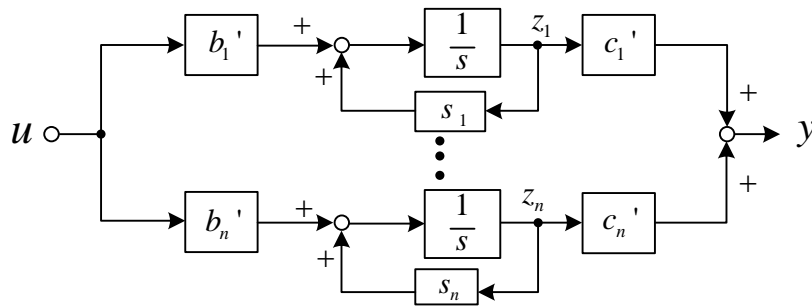 b₁' + 1/s z₁ c₁'
+ s₁ +
u y
b_n' + 1/s z_n c_n' +
+ s_n